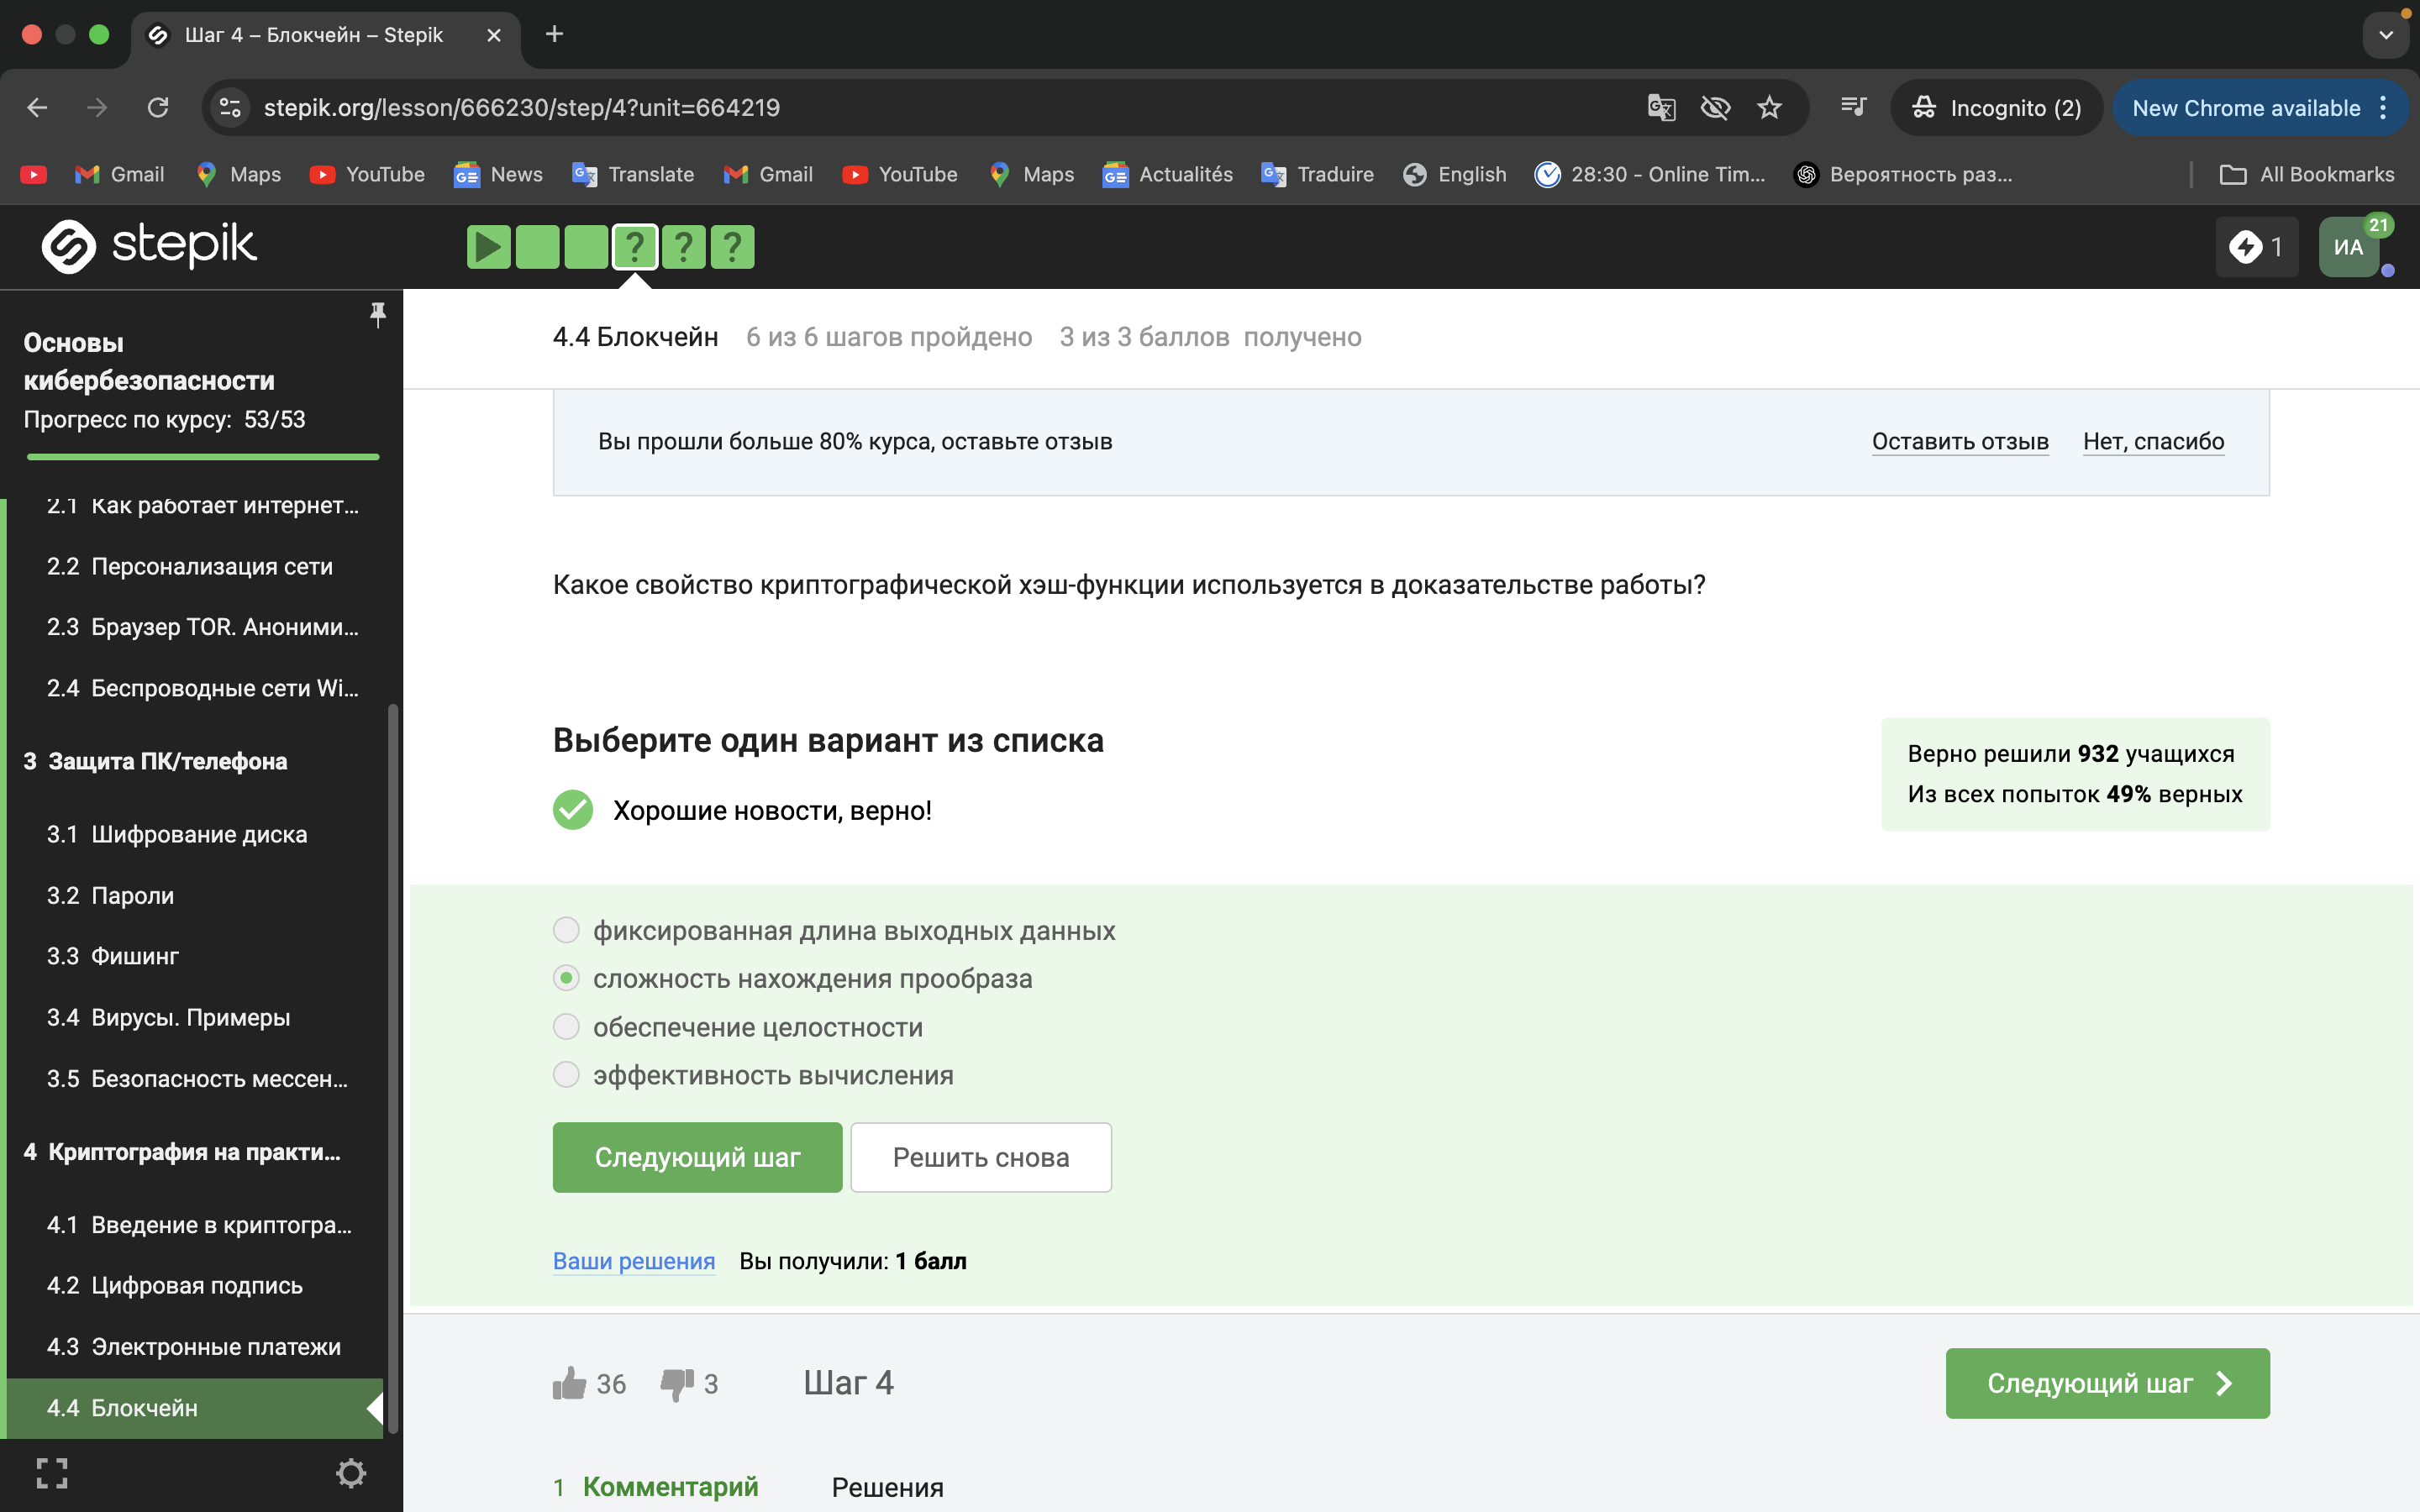 Шаг 4 – Блокчейн – Stepik
stepik.org/lesson/666230/step/4?unit=664219
Incognito (2)
New Chrome available
Gmail
Maps
YouTube
News
Translate
Gmail
YouTube
Maps
Actualités
Traduire
English
28:30 - Online Tim...
Вероятность раз...
All Bookmarks
stepik
?
?
?
1
ИА
21
Основы
кибербезопасности
Прогресс по курсу: 53/53
2.1 Как работает интернет...
2.2 Персонализация сети
2.3 Браузер TOR. Аноними...
2.4 Беспроводные сети Wi...
3 Защита ПК/телефона
3.1 Шифрование диска
3.2 Пароли
3.3 Фишинг
3.4 Вирусы. Примеры
3.5 Безопасность мессен...
4 Криптография на практи...
4.1 Введение в криптогра...
4.2 Цифровая подпись
4.3 Электронные платежи
4.4 Блокчейн
4.4 Блокчейн 6 из 6 шагов пройдено 3 из 3 баллов получено
Вы прошли больше 80% курса, оставьте отзыв
Оставить отзыв
Нет, спасибо
Какое свойство криптографической хэш-функции используется в доказательстве работы?
Выберите один вариант из списка
Хорошие новости, верно!
Верно решили 932 учащихся
Из всех попыток 49% верных
фиксированная длина выходных данных
сложность нахождения прообраза
обеспечение целостности
эффективность вычисления
Следующий шаг
Решить снова
Ваши решения Вы получили: 1 балл
36
3
Шаг 4
Следующий шаг
1 Комментарий
Решения